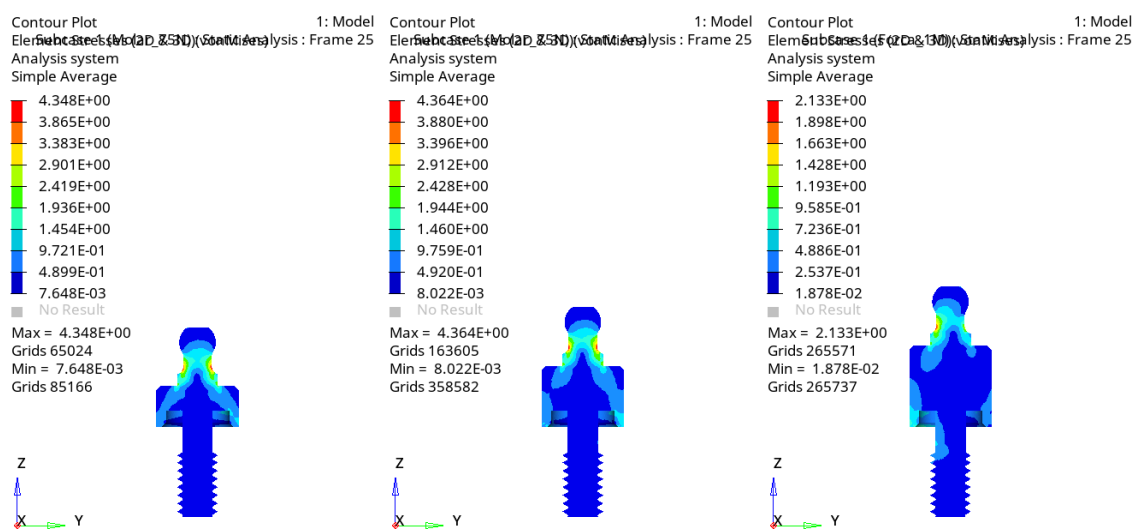 Contour Plot
1: Model
Analysis system
Simple Average
4.348E+00
3.865E+00
3.383E+00
2.901E+00
2.419E+00
1.936E+00
1.454E+00
9.721E-01
4.899E-01
7.648E-03
No Result
Max = 4.348E+00
Grids 65024
Min = 7.648E-03
Grids 85166
Z
X
Y
Contour Plot
1: Model
Analysis system
Simple Average
4.364E+00
3.880E+00
3.396E+00
2.912E+00
2.428E+00
1.944E+00
1.460E+00
9.759E-01
4.920E-01
8.022E-03
No Result
Max = 4.364E+00
Grids 163605
Min = 8.022E-03
Grids 358582
Z
X
Y
Contour Plot
1: Model
Analysis system
Simple Average
2.133E+00
1.898E+00
1.663E+00
1.428E+00
1.193E+00
9.585E-01
7.236E-01
4.886E-01
2.537E-01
1.878E-02
No Result
Max = 2.133E+00
Grids 265571
Min = 1.878E-02
Grids 265737
Z
X
Y